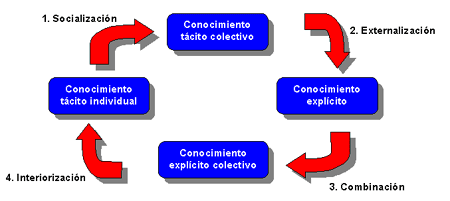 1. Socialización
Conocimiento
tácito colectivo
2. Externalización
Conocimiento
explícito
3. Combinación
Conocimiento
explícito colectivo
4. Interiorización
Conocimiento
tácito individual